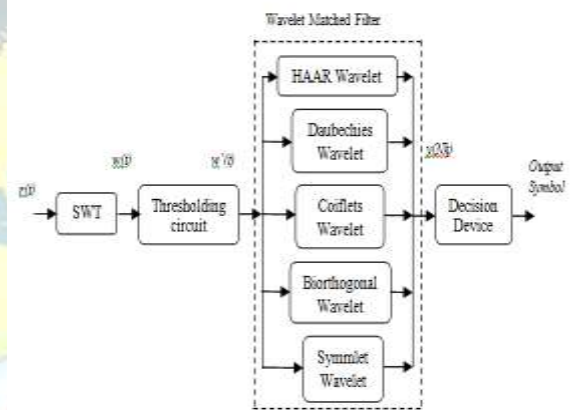 Wavelet Matched Filter
HAAR Wavelet
Daubechies
Wavelet
Coiflets
Wavelet
Biorthogonal
Wavelet
Symmlet
Wavelet
r(t)
SWT
Thresholding
circuit
Decision
Device
Output
Symbol